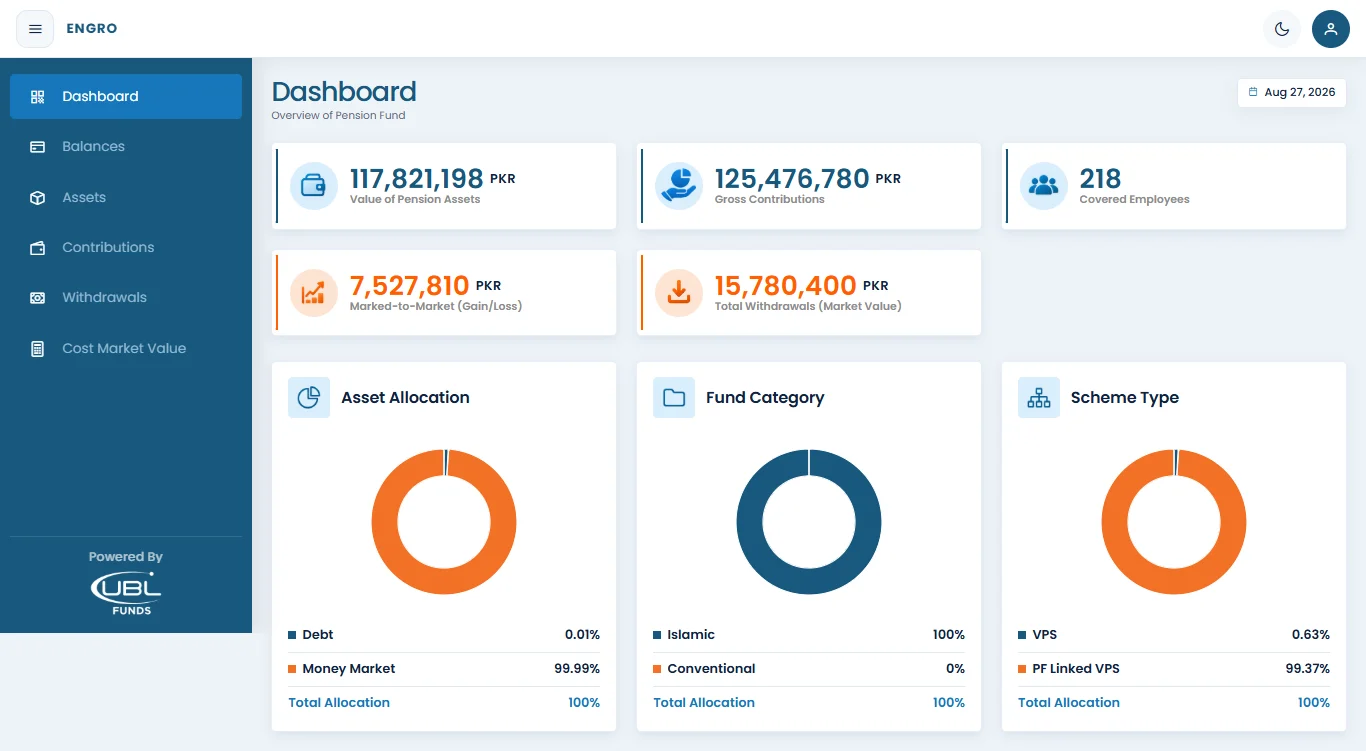 ENGRO
Dashboard
Balances
Assets
Contributions
Withdrawals
Cost Market Value
Powered By
UBL
FUNDS
Dashboard
Overview of Pension Fund
Aug 27, 2026
117,821,198 PKR
Value of Pension Assets
125,476,780 PKR
Gross Contributions
218
Covered Employees
7,527,810 PKR
Marked-to-Market (Gain/Loss)
15,780,400 PKR
Total Withdrawals (Market Value)
Asset Allocation
Debt 0.01%
Money Market 99.99%
Total Allocation 100%
Fund Category
Islamic 100%
Conventional 0%
Total Allocation 100%
Scheme Type
VPS 0.63%
PF Linked VPS 99.37%
Total Allocation 100%